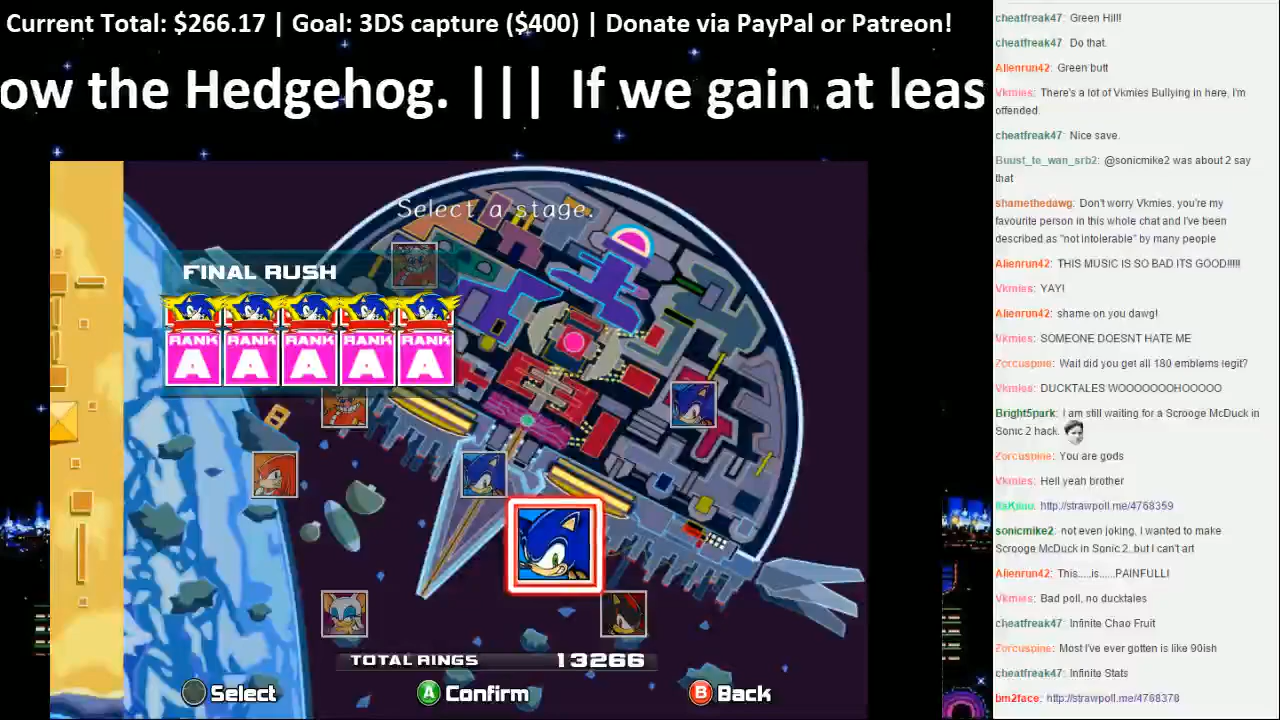 Current Total: $266.17 | Goal: 3DS capture ($400) | Donate via PayPal or Patreon!
ow the Hedgehog. ||| If we gain at leas
Select a stage.
FINAL RUSH
RANK RANK RANK RANK RANK
A A A A A
TOTAL RINGS 13266
Select A Confirm B Back
cheatfreak47: Green Hill!
cheatfreak47: Do that.
Alienrun42: Green butt
Vkmies: There's a lot of Vkmies Bullying in here, I'm
offended.
cheatfreak47: Nice save.
Buust_te_wan_srb2: @sonicmike2 was about 2 say
that
shamethedawg: Don't worry Vkmies, you're my
favourite person in this whole chat and I've been
described as "not intolerable" by many people
Alienrun42: THIS MUSIC IS SO BAD ITS GOOD!!!!!
Vkmies: YAY!
Alienrun42: shame on you dawg!
Vkmies: SOMEONE DOESNT HATE ME
Zorcuspine: Wait did you get all 180 emblems legit?
Vkmies: DUCKTALES WOOOOOOOHOOOOO
Bright5park: I am still waiting for a Scrooge McDuck in
Sonic 2 hack.
Zorcuspine: You are gods
Vkmies: Hell yeah brother
http://strawpoll.me/4768359
sonicmike2: not even joking, I wanted to make
Scrooge McDuck in Sonic 2..but I can't art
Alienrun42: This.....is......PAINFULL!
Vkmies: Bad poll, no ducktales
cheatfreak47: Infinite Chao Fruit
Zorcuspine: Most I've ever gotten is like 90ish
cheatfreak47: Infinite Stats
bm2face: http://strawpoll.me/4768378